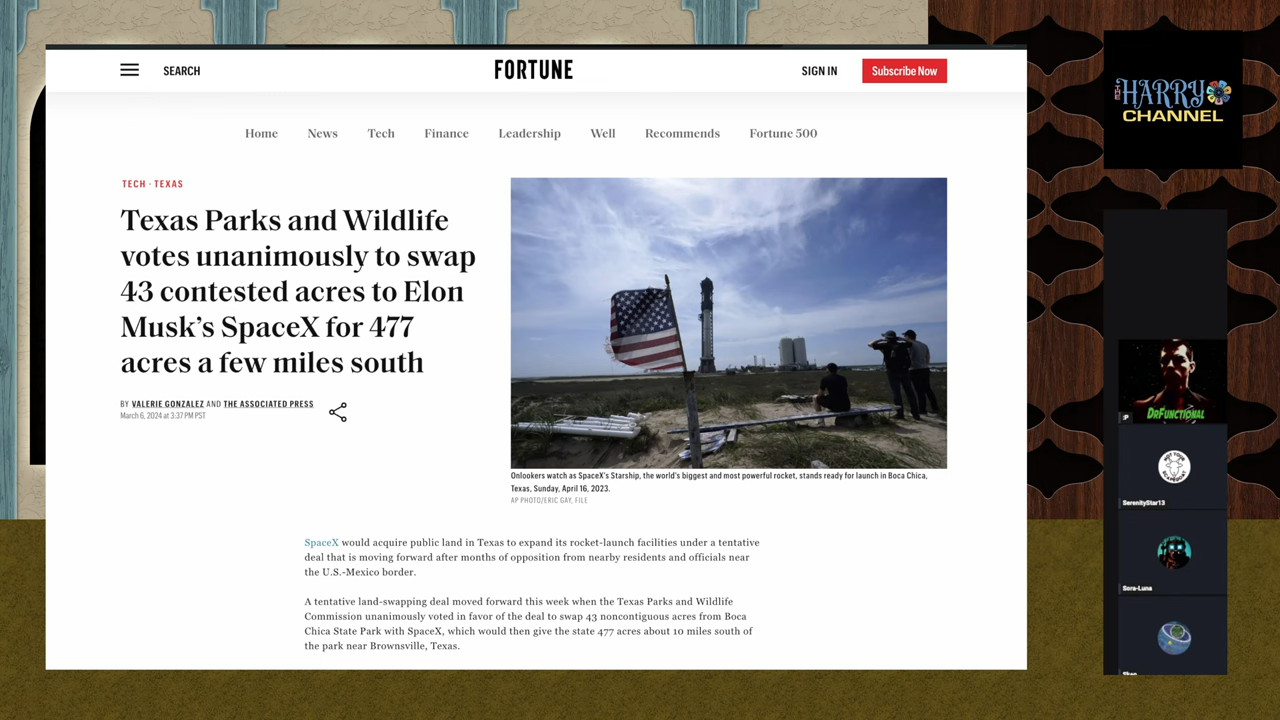 SEARCH
FORTUNE
SIGN IN
Subscribe Now
Home News Tech Finance Leadership Well Recommends Fortune 500
TECH · TEXAS
Texas Parks and Wildlife
votes unanimously to swap
43 contested acres to Elon
Musk's SpaceX for 477
acres a few miles south
BY VALERIE GONZALEZ AND THE ASSOCIATED PRESS
March 6, 2024 at 3:37 PM PST
Onlookers watch as SpaceX's Starship, the world's biggest and most powerful rocket, stands ready for launch in Boca Chica,
Texas, Sunday, April 16, 2023.
AP PHOTO/ERIC GAY, FILE
SpaceX would acquire public land in Texas to expand its rocket-launch facilities under a tentative
deal that is moving forward after months of opposition from nearby residents and officials near
the U.S.-Mexico border.
A tentative land-swapping deal moved forward this week when the Texas Parks and Wildlife
Commission unanimously voted in favor of the deal to swap 43 noncontiguous acres from Boca
Chica State Park with SpaceX, which would then give the state 477 acres about 10 miles south of
the park near Brownsville, Texas.
THE HARRY
CHANNEL
DRFUNCTIONAL
SerenityStar13
Sora-Luna